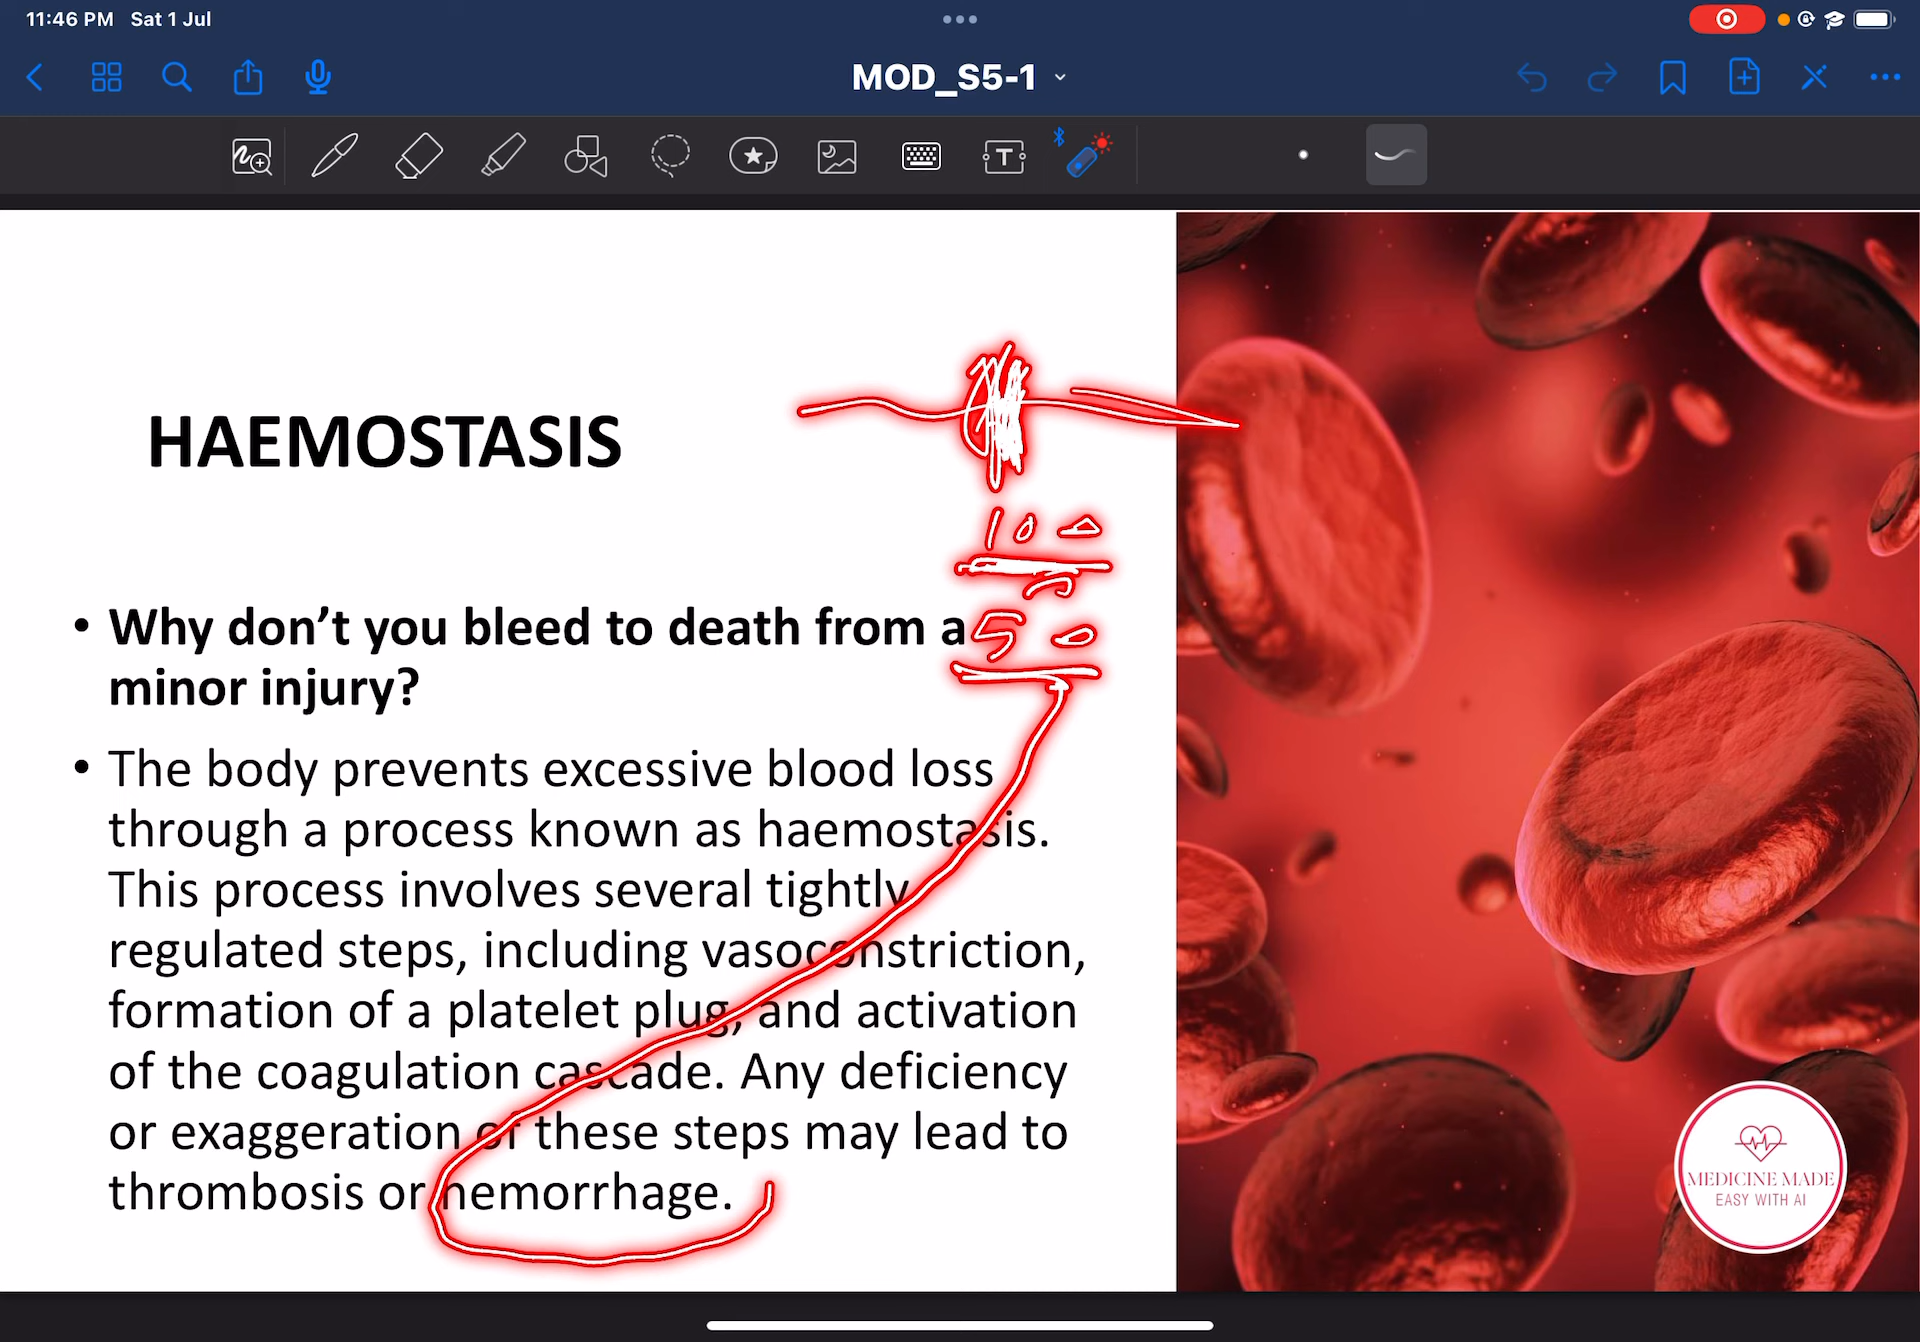 11:46 PM Sat 1 Jul
MOD_S5-1
T
HAEMOSTASIS
100
50
• Why don’t you bleed to death from a
minor injury?
• The body prevents excessive blood loss
through a process known as haemostasis.
This process involves several tightly
regulated steps, including vasoconstriction,
formation of a platelet plug, and activation
of the coagulation cascade. Any deficiency
or exaggeration of these steps may lead to
thrombosis or hemorrhage.
MEDICINE MADE
EASY WITH AI